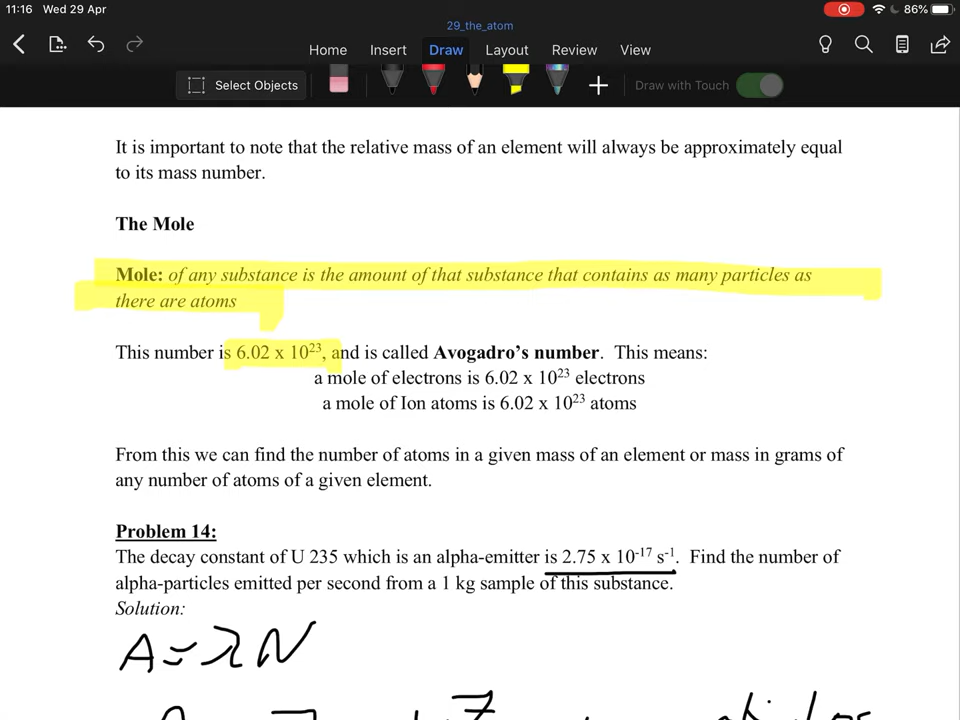 11:16 Wed 29 Apr
86%
29_the_atom
Home Insert Draw Layout Review View
Select Objects
Draw with Touch
It is important to note that the relative mass of an element will always be approximately equal
to its mass number.
The Mole
Mole: of any substance is the amount of that substance that contains as many particles as
there are atoms
This number is 6.02 x 10²³, and is called Avogadro’s number. This means:
a mole of electrons is 6.02 x 10²³ electrons
a mole of Ion atoms is 6.02 x 10²³ atoms
From this we can find the number of atoms in a given mass of an element or mass in grams of
any number of atoms of a given element.
Problem 14:
The decay constant of U 235 which is an alpha-emitter is 2.75 x 10⁻¹⁷ s⁻¹. Find the number of
alpha-particles emitted per second from a 1 kg sample of this substance.
Solution:
A=λN